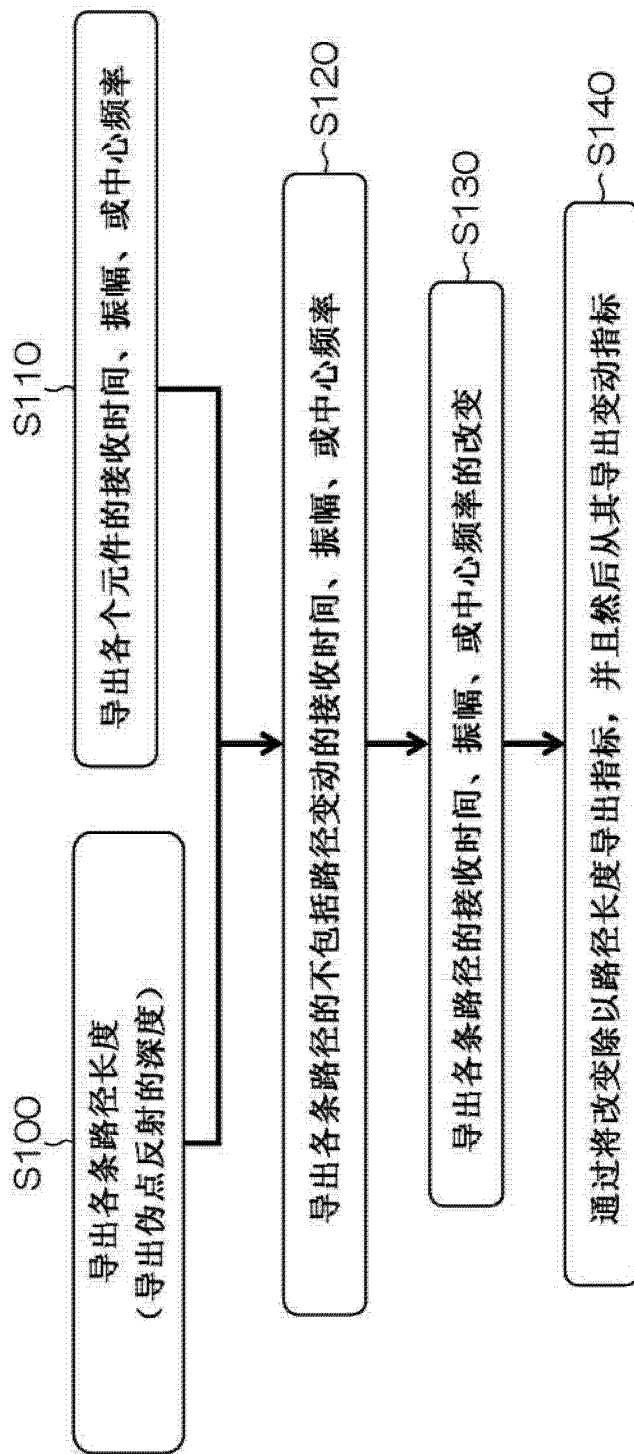 S100
导出各条路径长度
（导出伪点反射的深度）
S110
导出各个元件的接收时间、振幅、或中心频率
S120
导出各条路径的不包括路径变动的接收时间、振幅、或中心频率
S130
导出各条路径的接收时间、振幅、或中心频率的改变
S140
通过将改变除以路径长度导出指标，并且然后从其导出变动指标